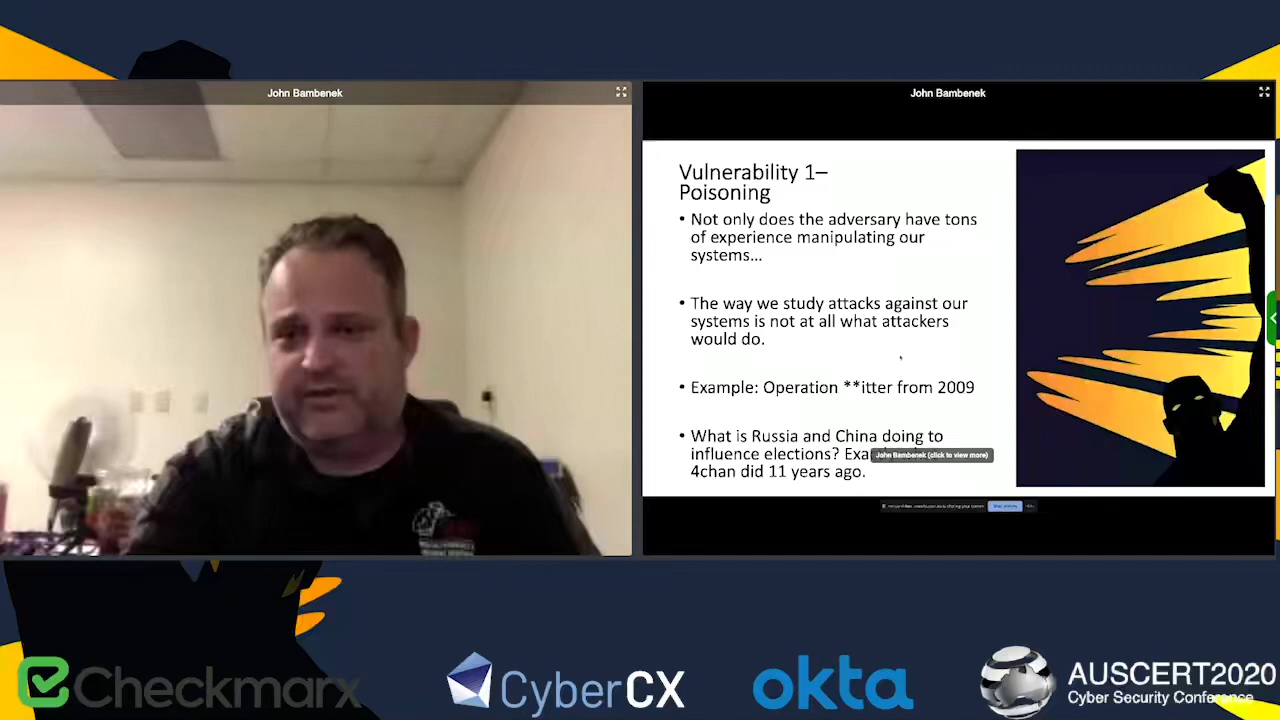 John Bambenek
John Bambenek
Vulnerability 1–
Poisoning
• Not only does the adversary have tons
of experience manipulating our
systems...
• The way we study attacks against our
systems is not at all what attackers
would do.
• Example: Operation **itter from 2009
• What is Russia and China doing to
influence elections? Exa
John Bambenek (click to view more)
4chan did 11 years ago.
Checkmarx
CyberCX
okta
AUSCERT2020
Cyber Security Conference